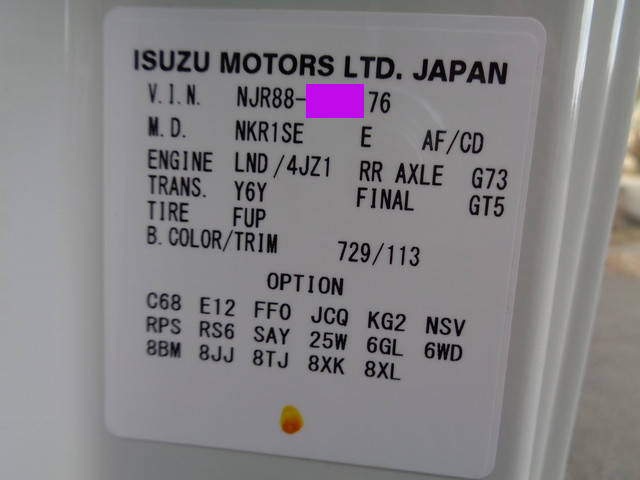 ISUZU MOTORS LTD. JAPAN
V.I.N. NJR88- 76
M.D. NKR1SE E AF/CD
ENGINE LND/4JZ1 RR AXLE G73
TRANS. Y6Y FINAL GT5
TIRE FUP
B.COLOR/TRIM 729/113
OPTION
C68 E12 FFO JCQ KG2 NSV
RPS RS6 SAY 25W 6GL 6WD
8BM 8JJ 8TJ 8XK 8XL